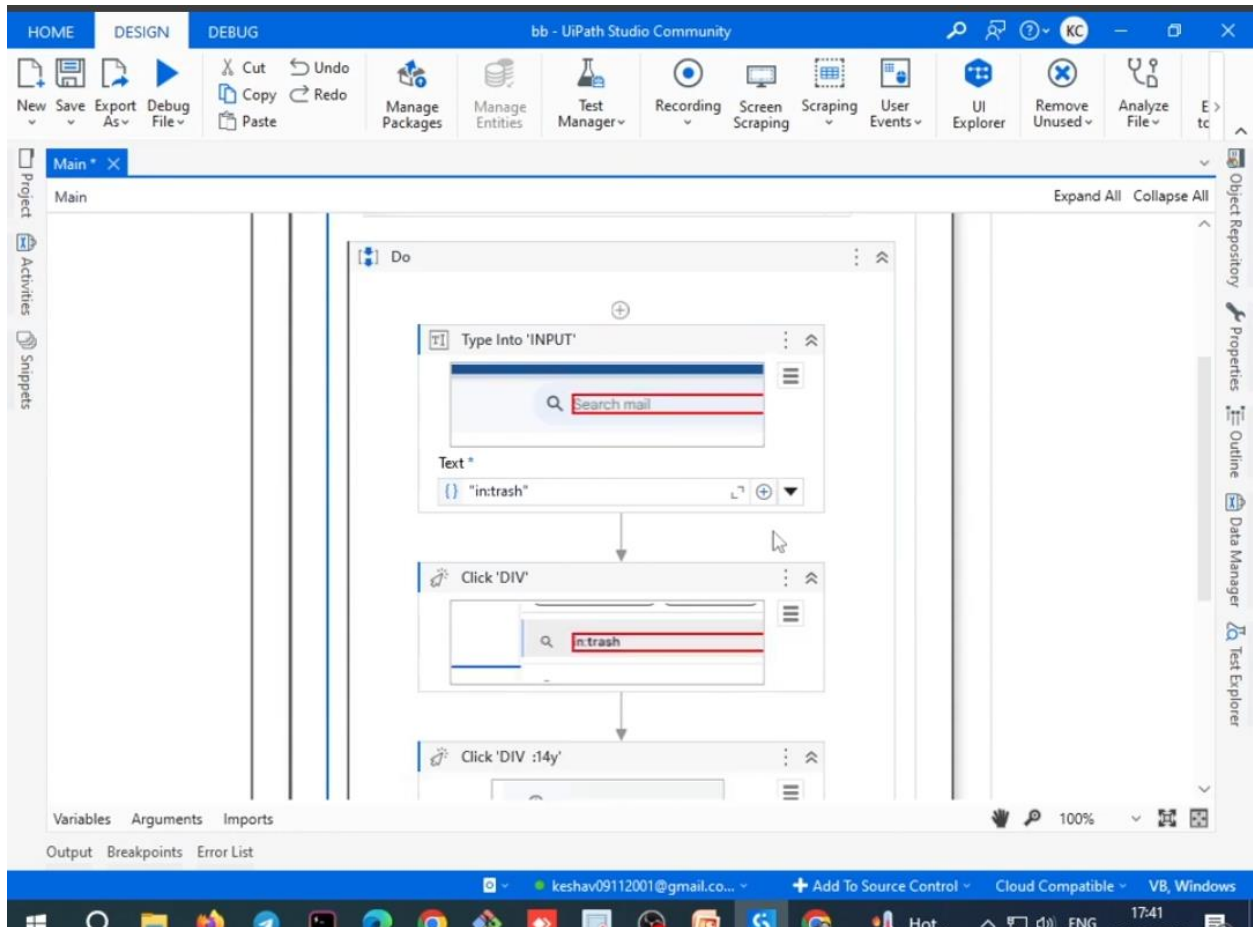 HOME DESIGN DEBUG bb - UiPath Studio Community KC
New Save Export As Debug File Cut Copy Paste Undo Redo Manage Packages Manage Entities Test Manager Recording Screen Scraping Scraping User Events UI Explorer Remove Unused Analyze File
Main *
Main Expand All Collapse All
Project
Activities
Snippets
Do
Type Into 'INPUT'
Search mail
Text *
"in:trash"
Click 'DIV'
in:trash
Click 'DIV :14y'
Object Repository
Properties
Outline
Data Manager
Test Explorer
Variables Arguments Imports 100%
Output Breakpoints Error List
keshav09112001@gmail.co... Add To Source Control Cloud Compatible VB, Windows
Hot ENG 17:41